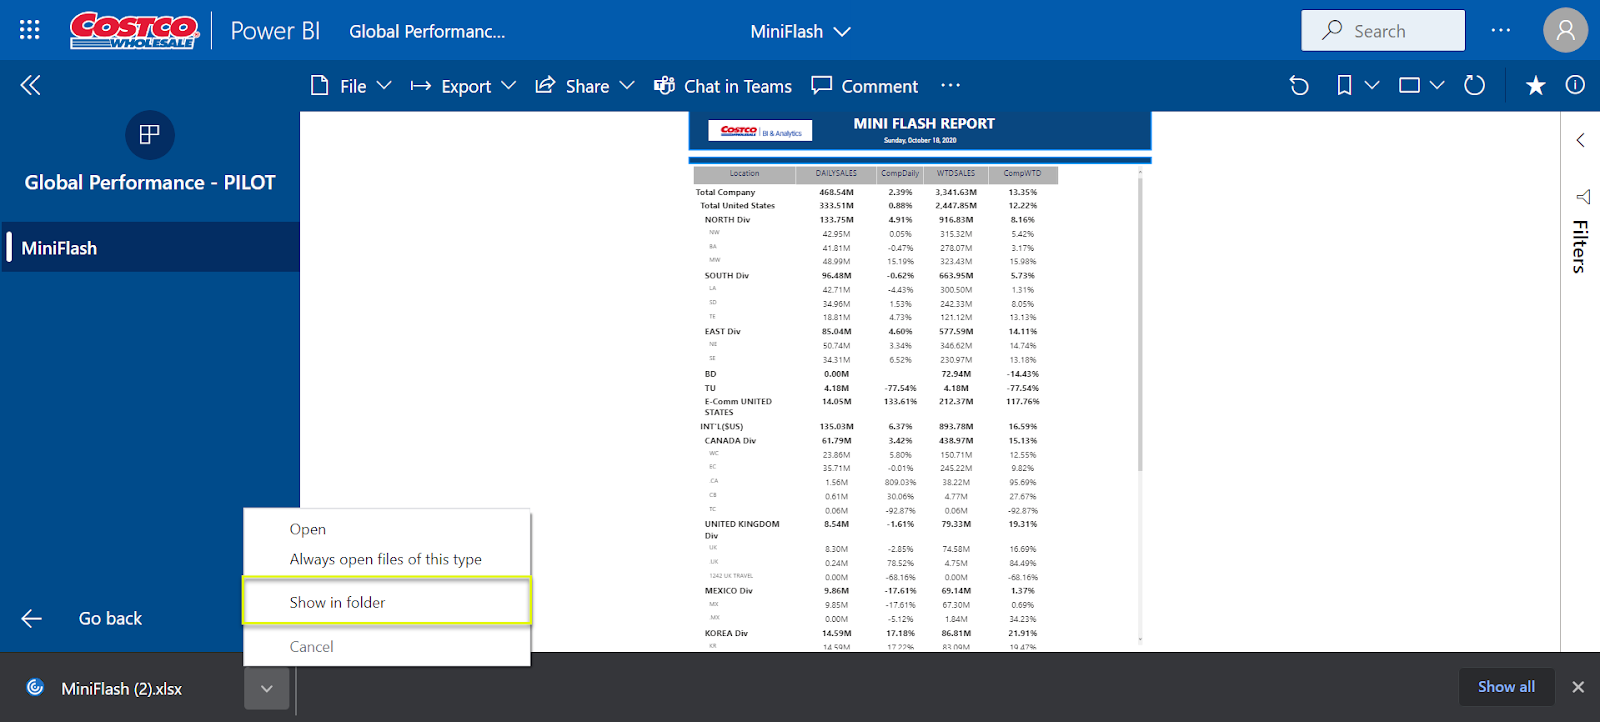 COSTCO WHOLESALE Power BI Global Performanc... MiniFlash Search ...
File Export Share Chat in Teams Comment ...
Global Performance - PILOT
MiniFlash
Go back
COSTCO WHOLESALE BI & Analytics
MINI FLASH REPORT
Sunday, October 18, 2020
Location DAILYSALES CompDaily WTDSALES CompWTD
Total Company 468.54M 2.39% 3,341.63M 13.35%
Total United States 333.51M 0.88% 2,447.85M 12.22%
NORTH Div 133.75M 4.91% 916.83M 8.16%
NW 42.95M 0.05% 315.32M 5.42%
BA 41.81M -0.47% 278.07M 3.17%
MW 48.99M 15.19% 323.43M 15.98%
SOUTH Div 96.48M -0.62% 663.95M 5.73%
LA 42.71M -4.43% 300.50M 1.31%
SD 34.96M 1.53% 242.33M 8.05%
TE 18.81M 4.73% 121.12M 13.13%
EAST Div 85.04M 4.60% 577.59M 14.11%
NE 50.74M 3.34% 346.62M 14.74%
SE 34.31M 6.52% 230.97M 13.18%
BD 0.00M 72.94M -14.43%
TU 4.18M -77.54% 4.18M -77.54%
E-Comm UNITED STATES 14.05M 133.61% 212.37M 117.76%
INT'L($US) 135.03M 6.37% 893.78M 16.59%
CANADA Div 61.79M 3.42% 438.97M 15.13%
WC 23.86M 5.80% 150.71M 12.55%
EC 35.71M -0.01% 245.22M 9.82%
.CA 1.56M 809.03% 38.22M 95.69%
CB 0.61M 30.06% 4.77M 27.67%
TC 0.06M -92.87% 0.06M -92.87%
UNITED KINGDOM Div 8.54M -1.61% 79.33M 19.31%
UK 8.30M -2.85% 74.58M 16.69%
.UK 0.24M 78.52% 4.75M 84.49%
1242 UK TRAVEL 0.00M -68.16% 0.00M -68.16%
MEXICO Div 9.86M -17.61% 69.14M 1.37%
MX 9.85M -17.61% 67.30M 0.69%
.MX 0.00M -5.12% 1.84M 34.23%
KOREA Div 14.59M 17.18% 86.81M 21.91%
KR 14.59M 17.22% 83.09M 19.47%
Filters
Open
Always open files of this type
Show in folder
Cancel
MiniFlash (2).xlsx
Show all